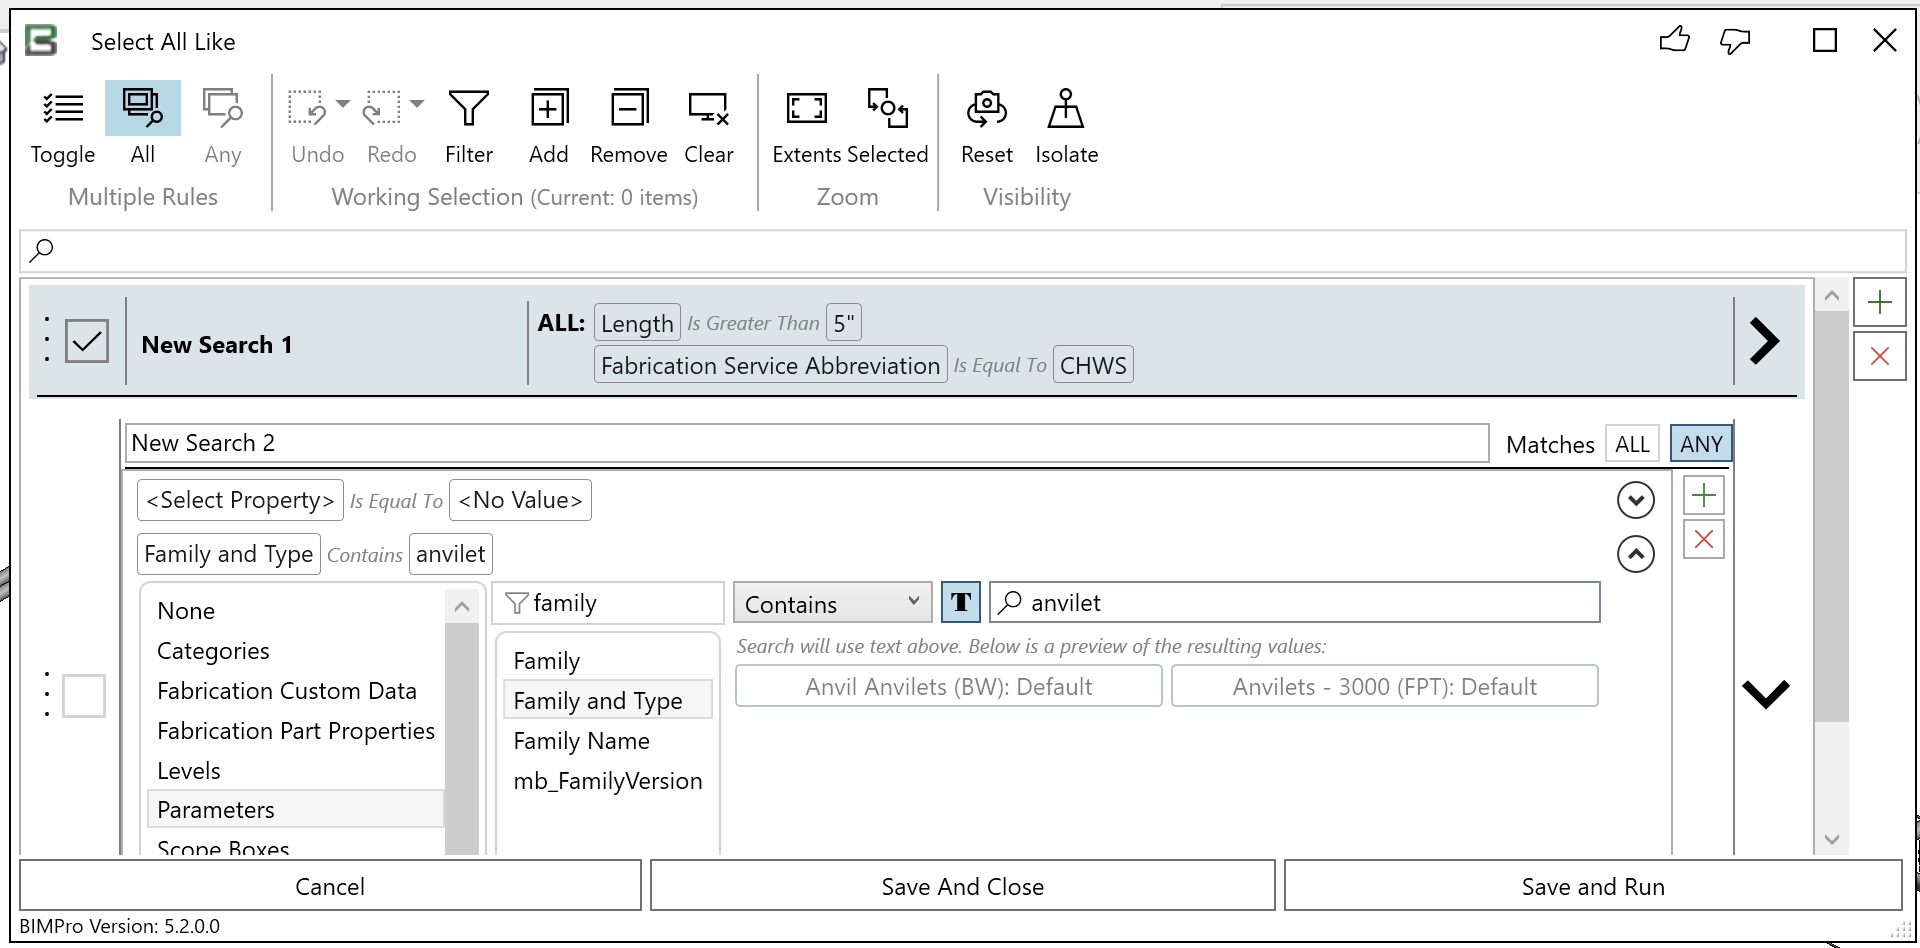 Select All Like
Toggle All Any Undo Redo Filter Add Remove Clear Extents Selected Reset Isolate
Multiple Rules Working Selection (Current: 0 items) Zoom Visibility
New Search 1
ALL: Length Is Greater Than 5"
Fabrication Service Abbreviation Is Equal To CHWS
New Search 2 Matches ALL ANY
<Select Property> Is Equal To <No Value>
Family and Type Contains anvilet
None
Categories
Fabrication Custom Data
Fabrication Part Properties
Levels
Parameters
Scope Boxes
family
Family
Family and Type
Family Name
mb_FamilyVersion
Contains T anvilet
Search will use text above. Below is a preview of the resulting values:
Anvil Anvilets (BW): Default Anvilets - 3000 (FPT): Default
Cancel Save And Close Save and Run
BIMPro Version: 5.2.0.0